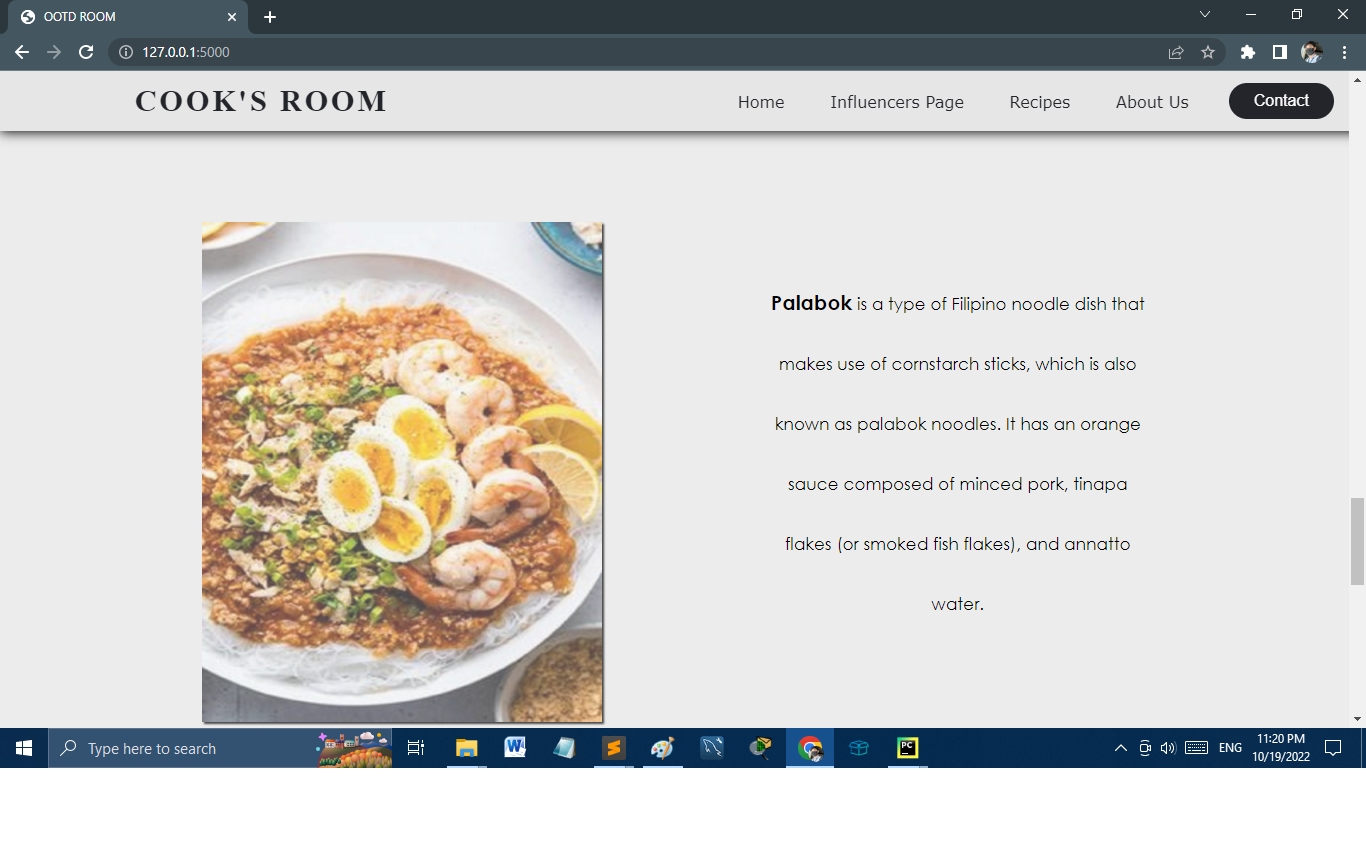 OOTD ROOM
127.0.0.1:5000
COOK'S ROOM
Home
Influencers Page
Recipes
About Us
Contact
Palabok is a type of Filipino noodle dish that
makes use of cornstarch sticks, which is also
known as palabok noodles. It has an orange
sauce composed of minced pork, tinapa
flakes (or smoked fish flakes), and annatto
water.
Type here to search
W
PC
ENG
11:20 PM
10/19/2022